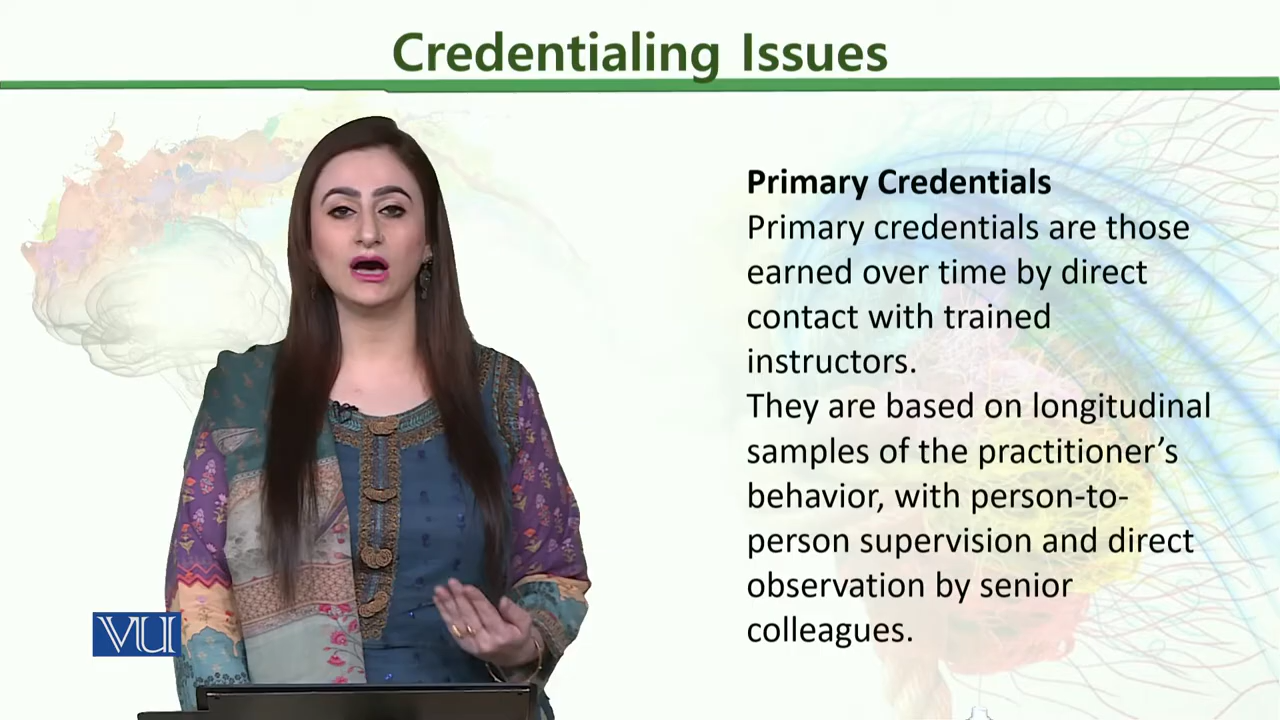 Credentialing Issues
Primary Credentials
Primary credentials are those
earned over time by direct
contact with trained
instructors.
They are based on longitudinal
samples of the practitioner’s
behavior, with person-to-
person supervision and direct
observation by senior
colleagues.
VU